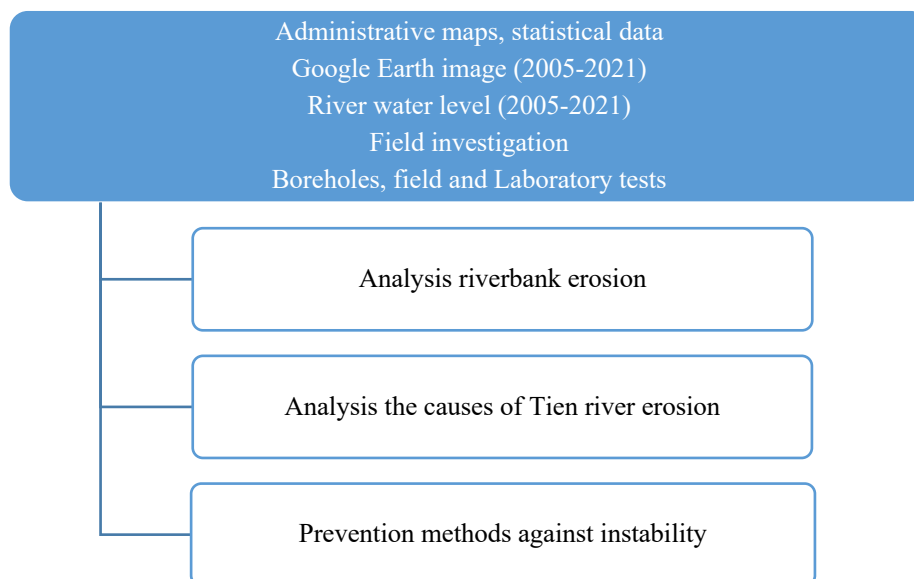 Administrative maps, statistical data
Google Earth image (2005-2021)
River water level (2005-2021)
Field investigation
Boreholes, field and Laboratory tests
Analysis riverbank erosion
Analysis the causes of Tien river erosion
Prevention methods against instability